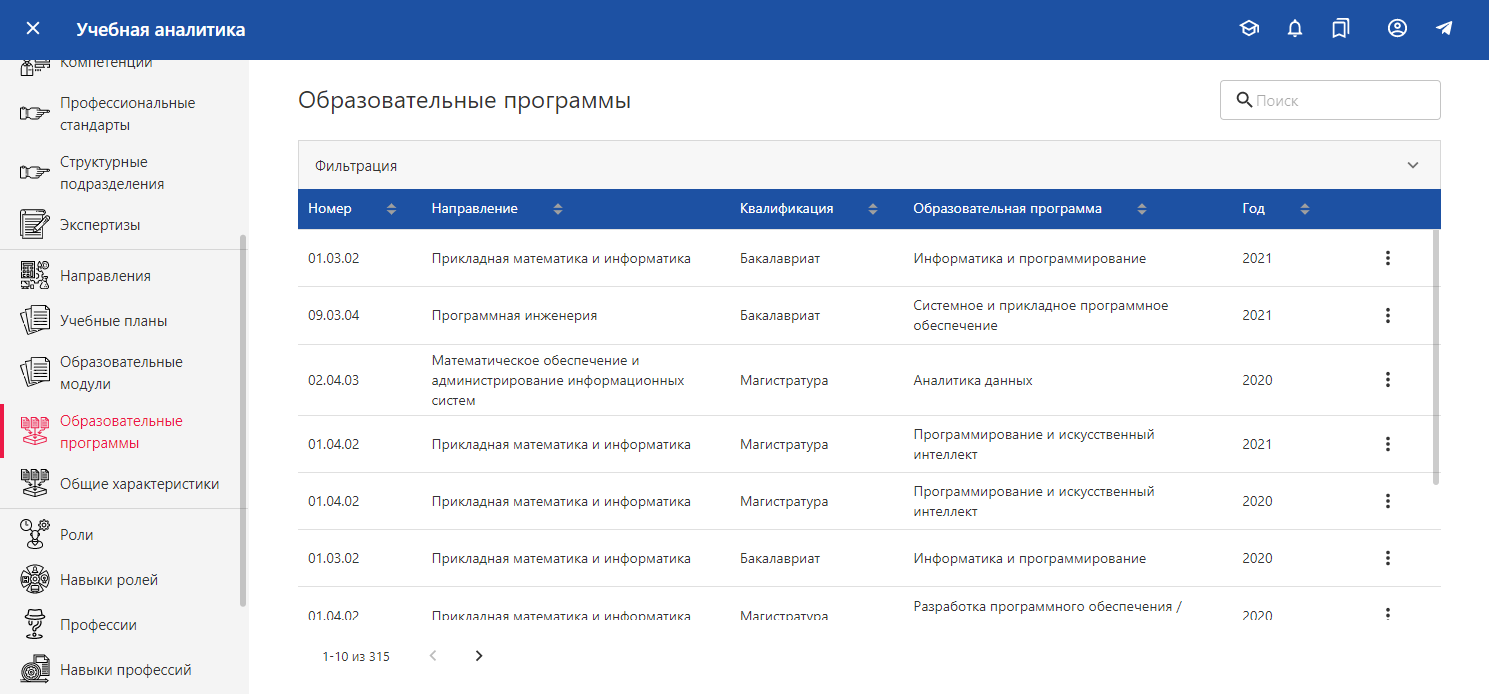 Учебная аналитика
Компетенции
Профессиональные
стандарты
Структурные
подразделения
Экспертизы
Направления
Учебные планы
Образовательные
модули
Образовательные
программы
Общие характеристики
Роли
Навыки ролей
Профессии
Навыки профессий
Образовательные программы
Поиск
Фильтрация
Номер Направление Квалификация Образовательная программа Год
01.03.02 Прикладная математика и информатика Бакалавриат Информатика и программирование 2021
09.03.04 Программная инженерия Бакалавриат Системное и прикладное программное
обеспечение 2021
02.04.03 Математическое обеспечение и
администрирование информационных
систем Магистратура Аналитика данных 2020
01.04.02 Прикладная математика и информатика Магистратура Программирование и искусственный
интеллект 2021
01.04.02 Прикладная математика и информатика Магистратура Программирование и искусственный
интеллект 2020
01.03.02 Прикладная математика и информатика Бакалавриат Информатика и программирование 2020
01.04.02 Прикладная математика и информатика Магистратура Разработка программного обеспечения / 2020
1-10 из 315